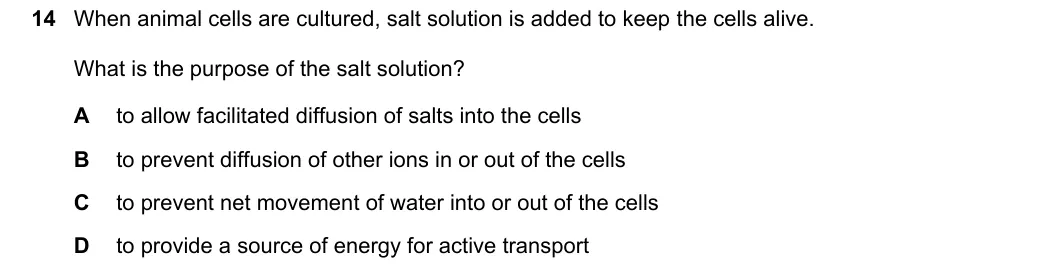 14 When animal cells are cultured, salt solution is added to keep the cells alive.
What is the purpose of the salt solution?
A to allow facilitated diffusion of salts into the cells
B to prevent diffusion of other ions in or out of the cells
C to prevent net movement of water into or out of the cells
D to provide a source of energy for active transport